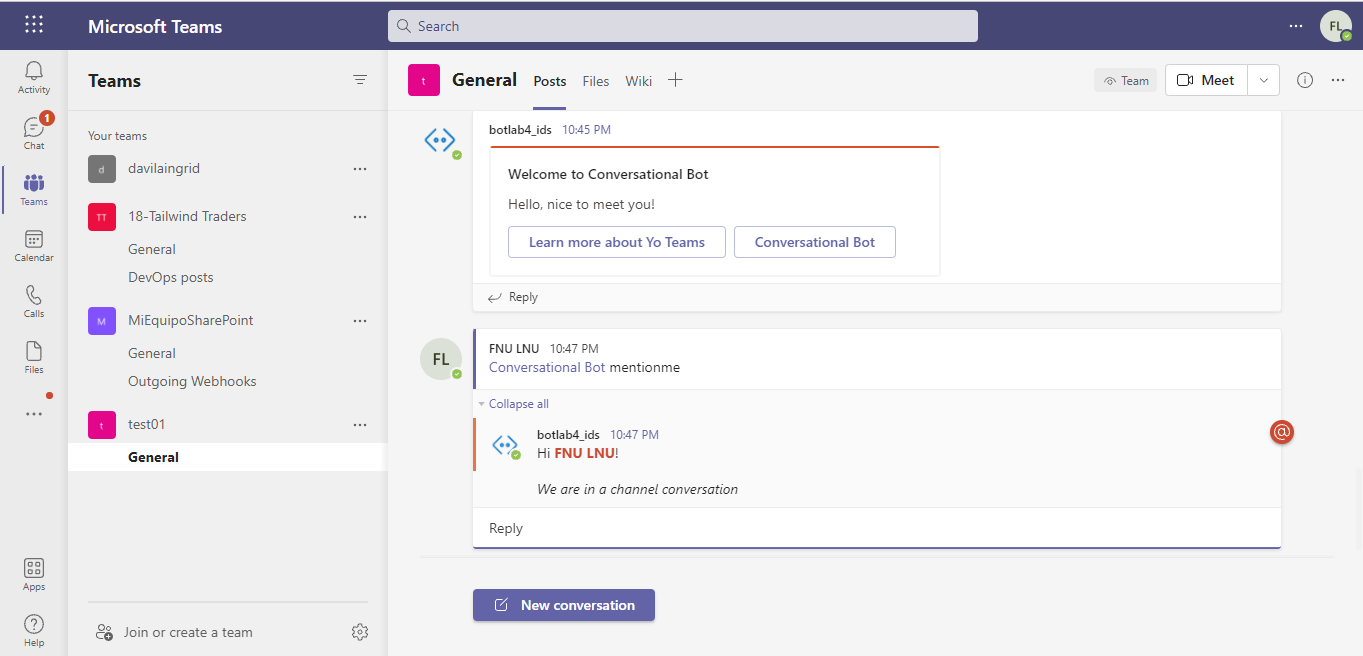 Microsoft Teams
Search
FL
Activity
Chat
1
Teams
Calendar
Calls
Files
Apps
Help
Teams
Your teams
d
davilaingrid
TT
18-Tailwind Traders
General
DevOps posts
M
MiEquipoSharePoint
General
Outgoing Webhooks
t
test01
General
Join or create a team
t
General
Posts
Files
Wiki
Team
Meet
botlab4_ids 10:45 PM
Welcome to Conversational Bot
Hello, nice to meet you!
Learn more about Yo Teams
Conversational Bot
Reply
FL
FNU LNU 10:47 PM
Conversational Bot mentionme
Collapse all
botlab4_ids 10:47 PM
Hi FNU LNU!
@
We are in a channel conversation
Reply
New conversation